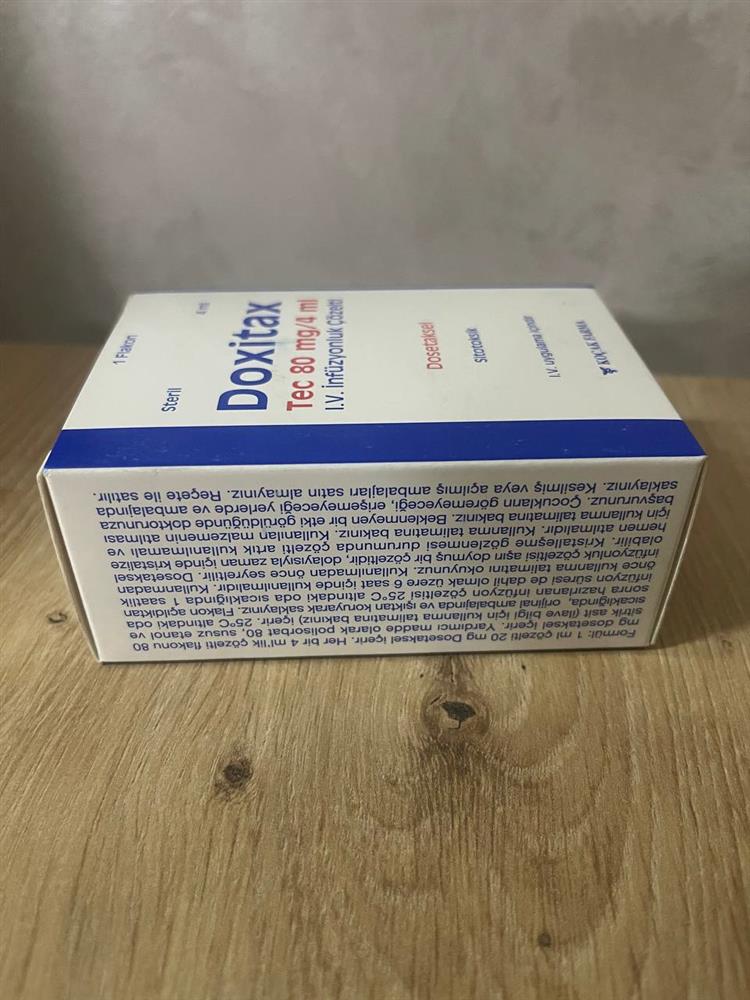 1 Flakon
4 ml
Steril
Doxitax
Tec 80 mg/4 ml
I.V. İnfüzyonluk Çözelti
Dosetaksel
Sitotoksik
I.V. uygulama içindir
KOÇAK FARMA
Formül: 1 ml çözelti 20 mg Dosetaksel içerir. Her bir 4 ml'lik çözelti flakonu 80
mg dosetaksel içerir. Yardımcı madde olarak polisorbat 80, susuz etanol ve
sitrik asit (ilave bilgi için kullanma talimatına bakınız) içerir. 25°C altındaki oda
sıcaklığında, orijinal ambalajında ve ışıktan koruyarak saklayınız. Flakon açıldıktan
sonra hazırlanan infüzyon çözeltisi 25°C altındaki oda sıcaklığında 1 saatlik
infüzyon süresi de dahil olmak üzere 6 saat içinde kullanılmalıdır. Kullanmadan
önce kullanma talimatını okuyunuz. Kullanılmadan önce seyreltilir. Dosetaksel
infüzyonluk çözeltisi aşırı doymuş bir çözeltidir, dolayısıyla zaman içinde kristalize
olabilir. Kristalleşme gözlenmesi durumunda çözelti artık kullanılmamalı ve
hemen atılmalıdır. Kullanma talimatına bakınız. Kullanılan malzemenin atılması
için kullanma talimatına bakınız. Beklenmeyen bir etki görüldüğünde doktorunuza
başvurunuz. Çocukların göremeyeceği, erişemeyeceği yerlerde ve ambalajında
saklayınız. Kesilmiş veya açılmış ambalajları satın almayınız. Reçete ile satılır.